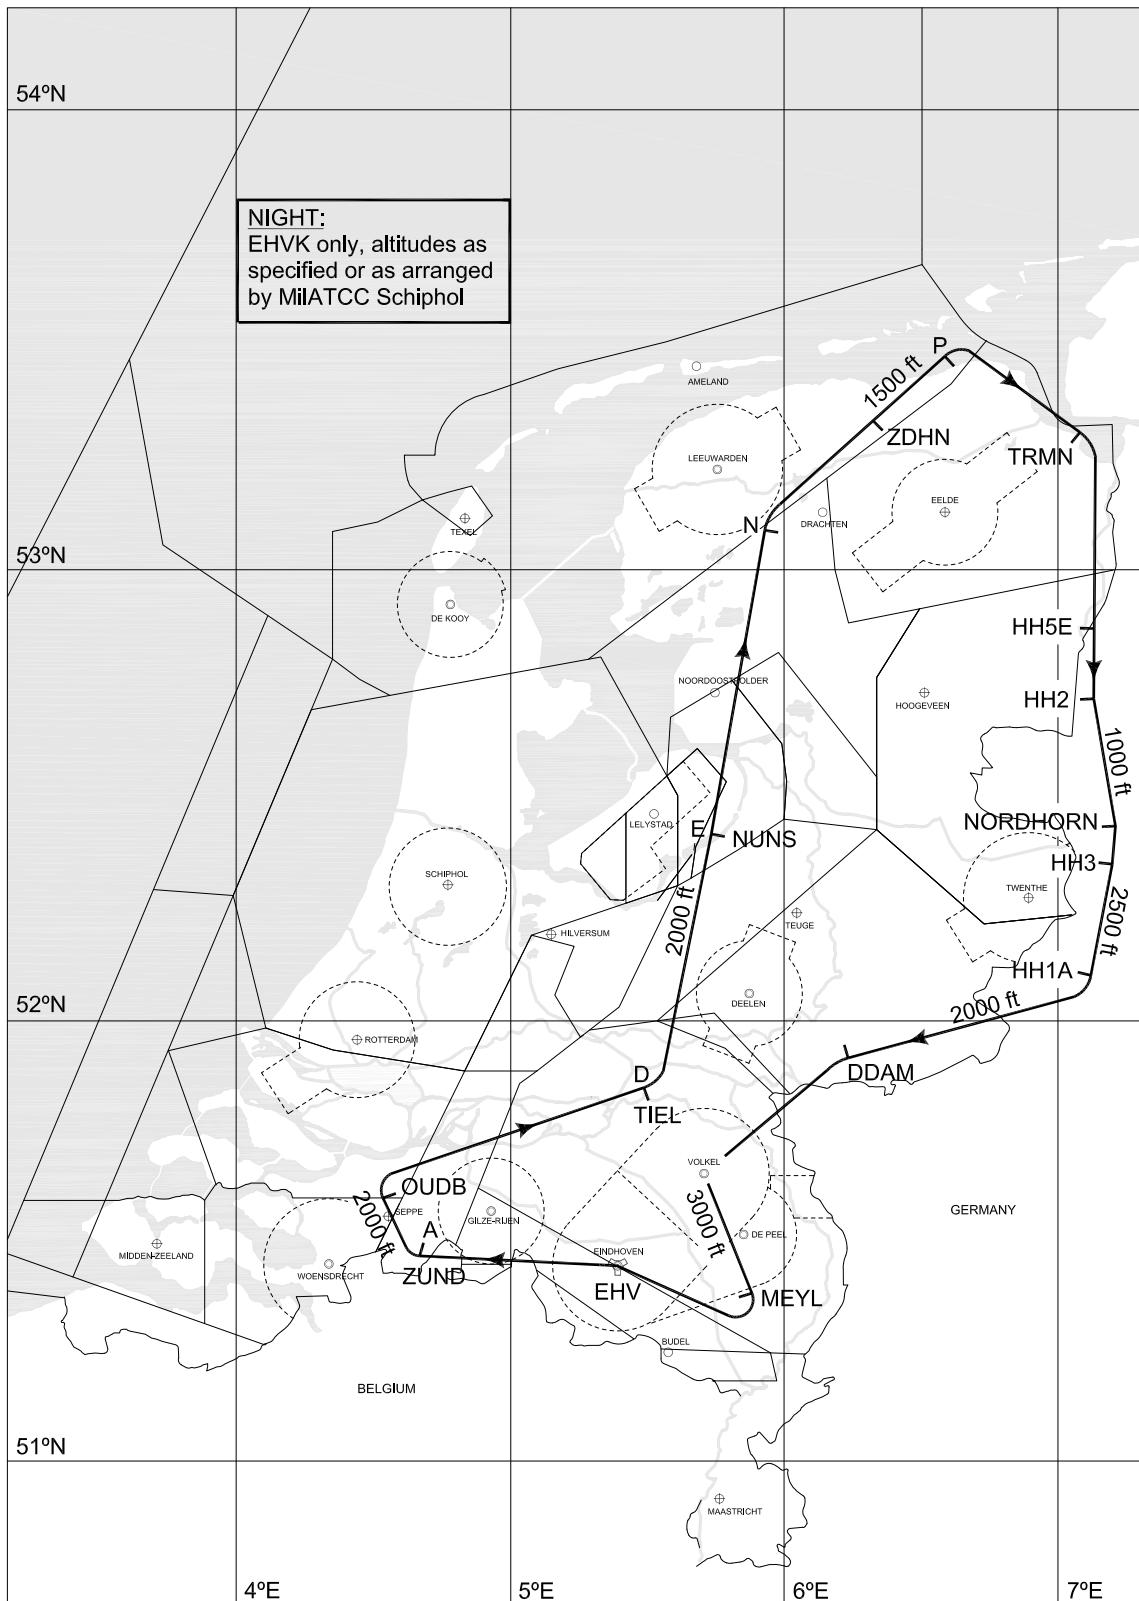 54ºN
NIGHT:
EHVK only, altitudes as
specified or as arranged
by MilATCC Schiphol
P
AMELAND
1500 ft
ZDHN
TRMN
LEEUWARDEN
EELDE
N
DRACHTEN
TEXEL
53ºN
DE KOOY
HH5E
NOORDOOSTPOLDER
HOOGEVEEN
HH2
1000 ft
LELYSTAD
E
NUNS
NORDHORN
HH3
SCHIPHOL
TWENTHE
2500 ft
TEUGE
2000 ft
HILVERSUM
HH1A
DEELEN
2000 ft
52ºN
ROTTERDAM
DDAM
D
TIEL
VOLKEL
OUDB
2000 ft
SEPPE
GILZE-RIJEN
3000 ft
GERMANY
A
DE PEEL
MIDDEN-ZEELAND
WOENSDRECHT
ZUND
EINDHOVEN
EHV
MEYL
BUDEL
BELGIUM
51ºN
MAASTRICHT
4ºE
5ºE
6ºE
7ºE